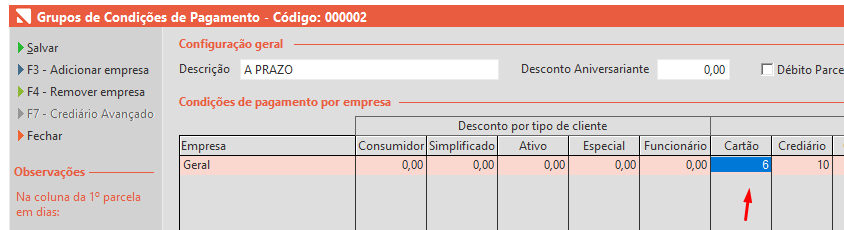 Grupos de Condições de Pagamento - Código: 000002
Salvar
F3 - Adicionar empresa
F4 - Remover empresa
F7 - Crediário Avançado
Fechar
Observações
Na coluna da 1º parcela
em dias:
Configuração geral
Descrição A PRAZO Desconto Aniversariante 0,00 Débito Parce
Condições de pagamento por empresa
Desconto por tipo de cliente
Empresa Consumidor Simplificado Ativo Especial Funcionário Cartão Crediário
Geral 0,00 0,00 0,00 0,00 0,00 6 10